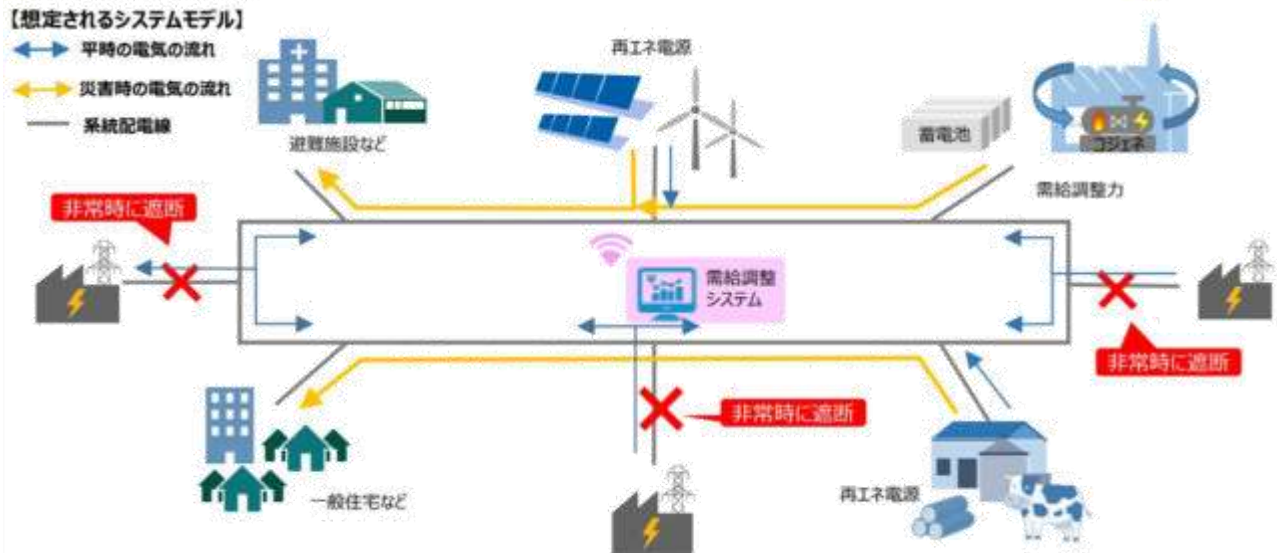 【想定されるシステムモデル】
平時の電気の流れ
災害時の電気の流れ
系統配電線
避難施設など
再エネ電源
蓄電池
コジェネ
需給調整力
非常時に遮断
需給調整
システム
非常時に遮断
非常時に遮断
一般住宅など
再エネ電源